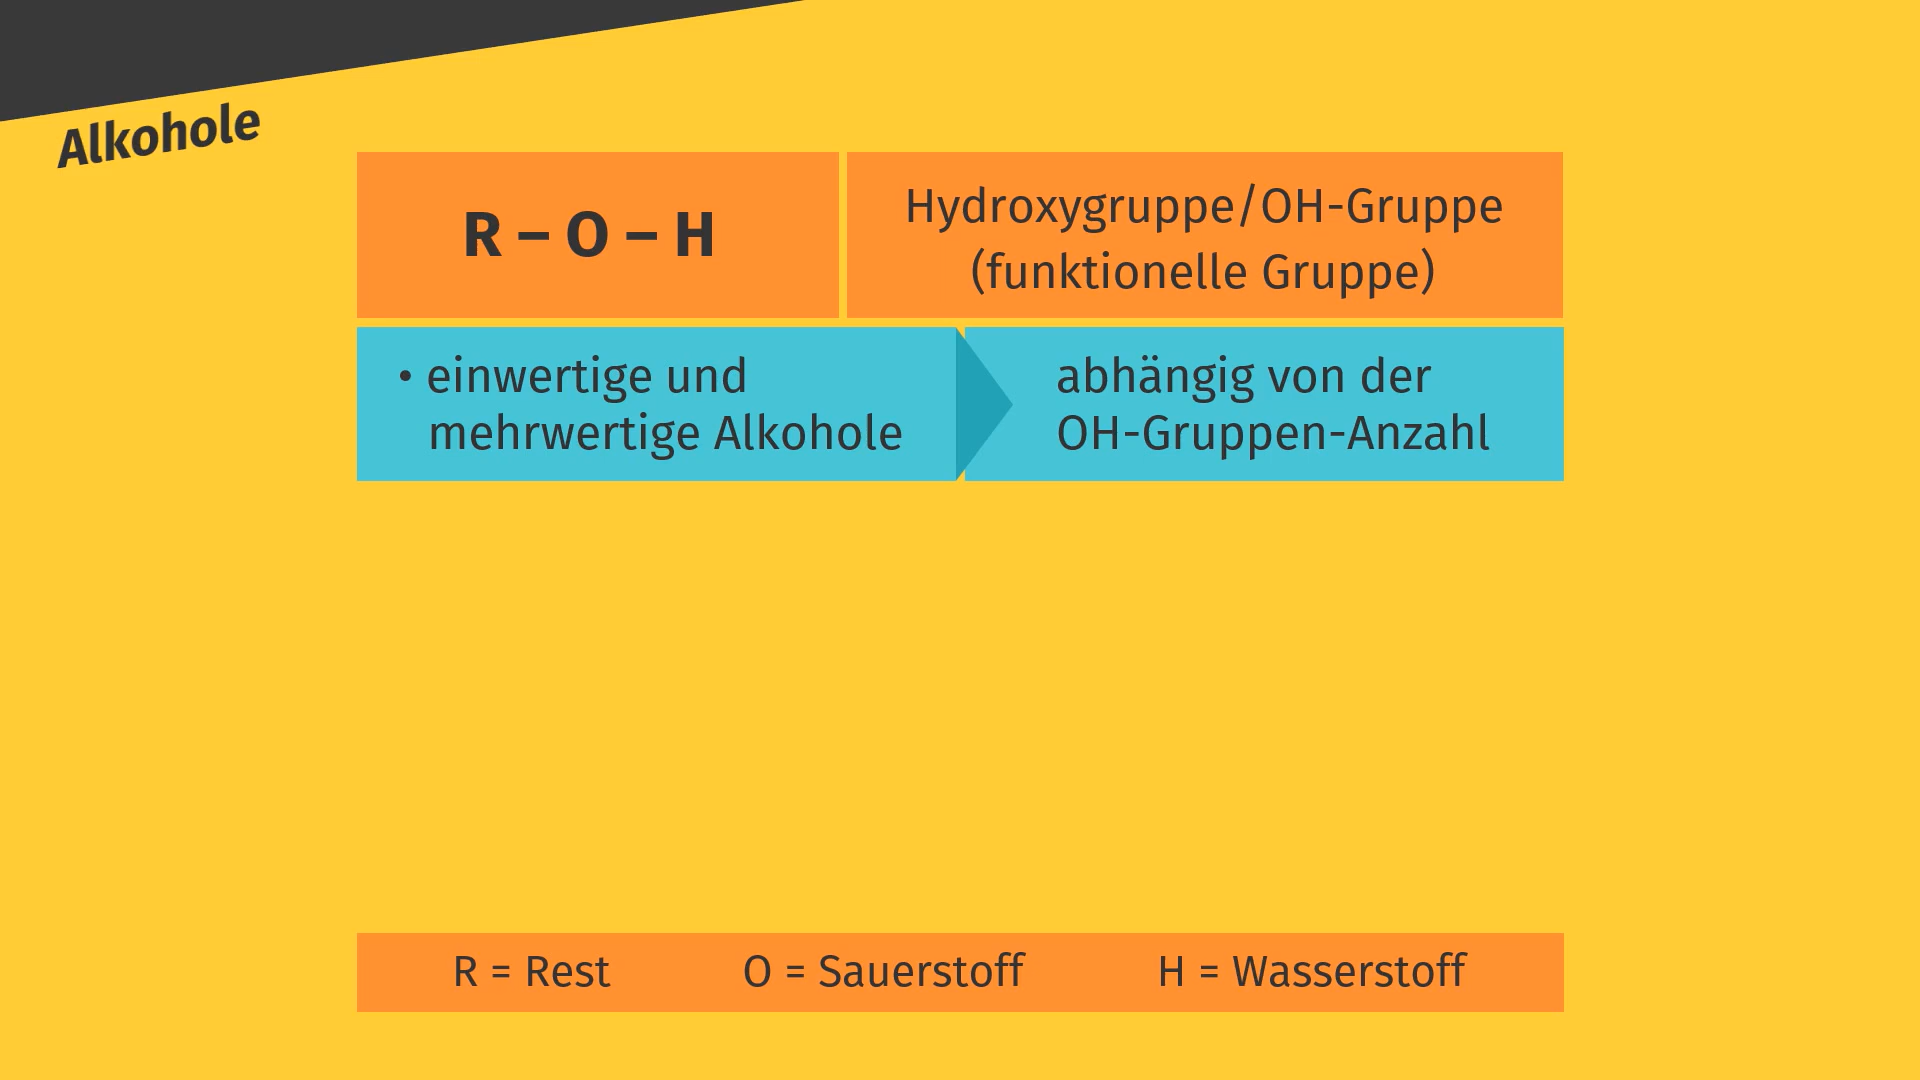 Alkohole
R – O – H
Hydroxygruppe/OH-Gruppe
(funktionelle Gruppe)
• einwertige und
mehrwertige Alkohole
abhängig von der
OH-Gruppen-Anzahl
R = Rest O = Sauerstoff H = Wasserstoff